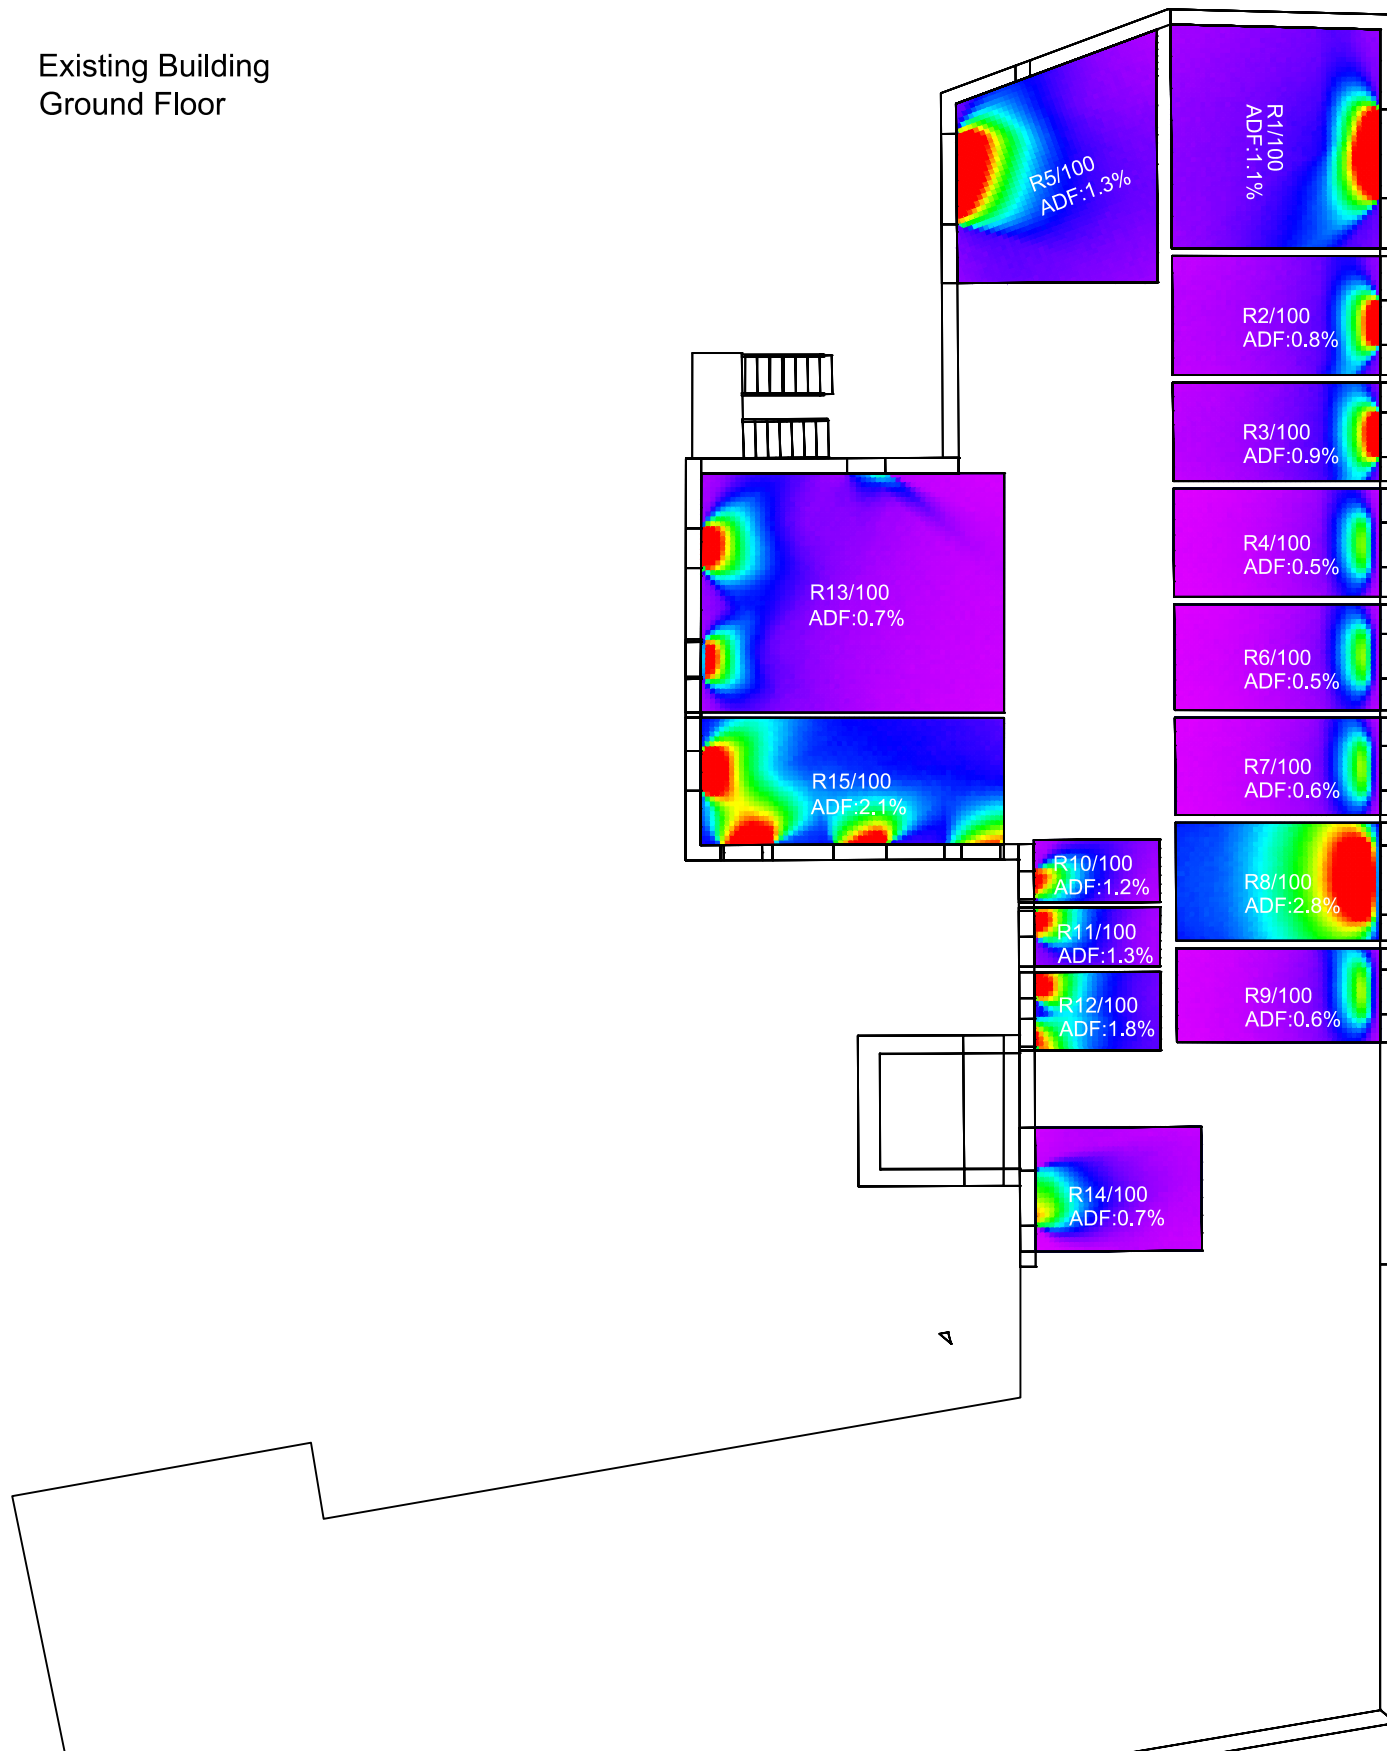 Existing Building
Ground Floor
R1/100
ADF:1.1%
R5/100
ADF:1.3%
R2/100
ADF:0.8%
R3/100
ADF:0.9%
R4/100
ADF:0.5%
R13/100
ADF:0.7%
R6/100
ADF:0.5%
R7/100
ADF:0.6%
R15/100
ADF:2.1%
R10/100
ADF:1.2%
R8/100
ADF:2.8%
R11/100
ADF:1.3%
R12/100
ADF:1.8%
R9/100
ADF:0.6%
R14/100
ADF:0.7%